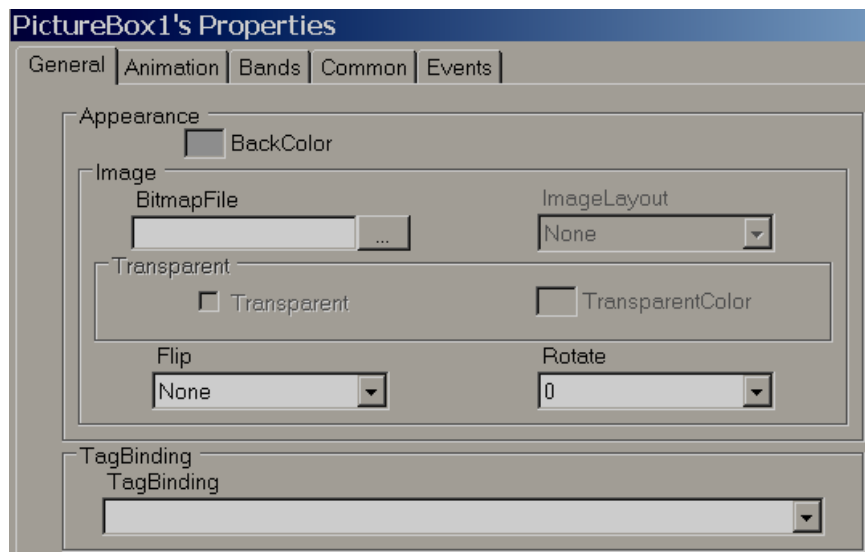 PictureBox1's Properties
General Animation Bands Common Events
Appearance
BackColor
Image
BitmapFile ImageLayout
... None
Transparent
Transparent TransparentColor
Flip Rotate
None 0
TagBinding
TagBinding